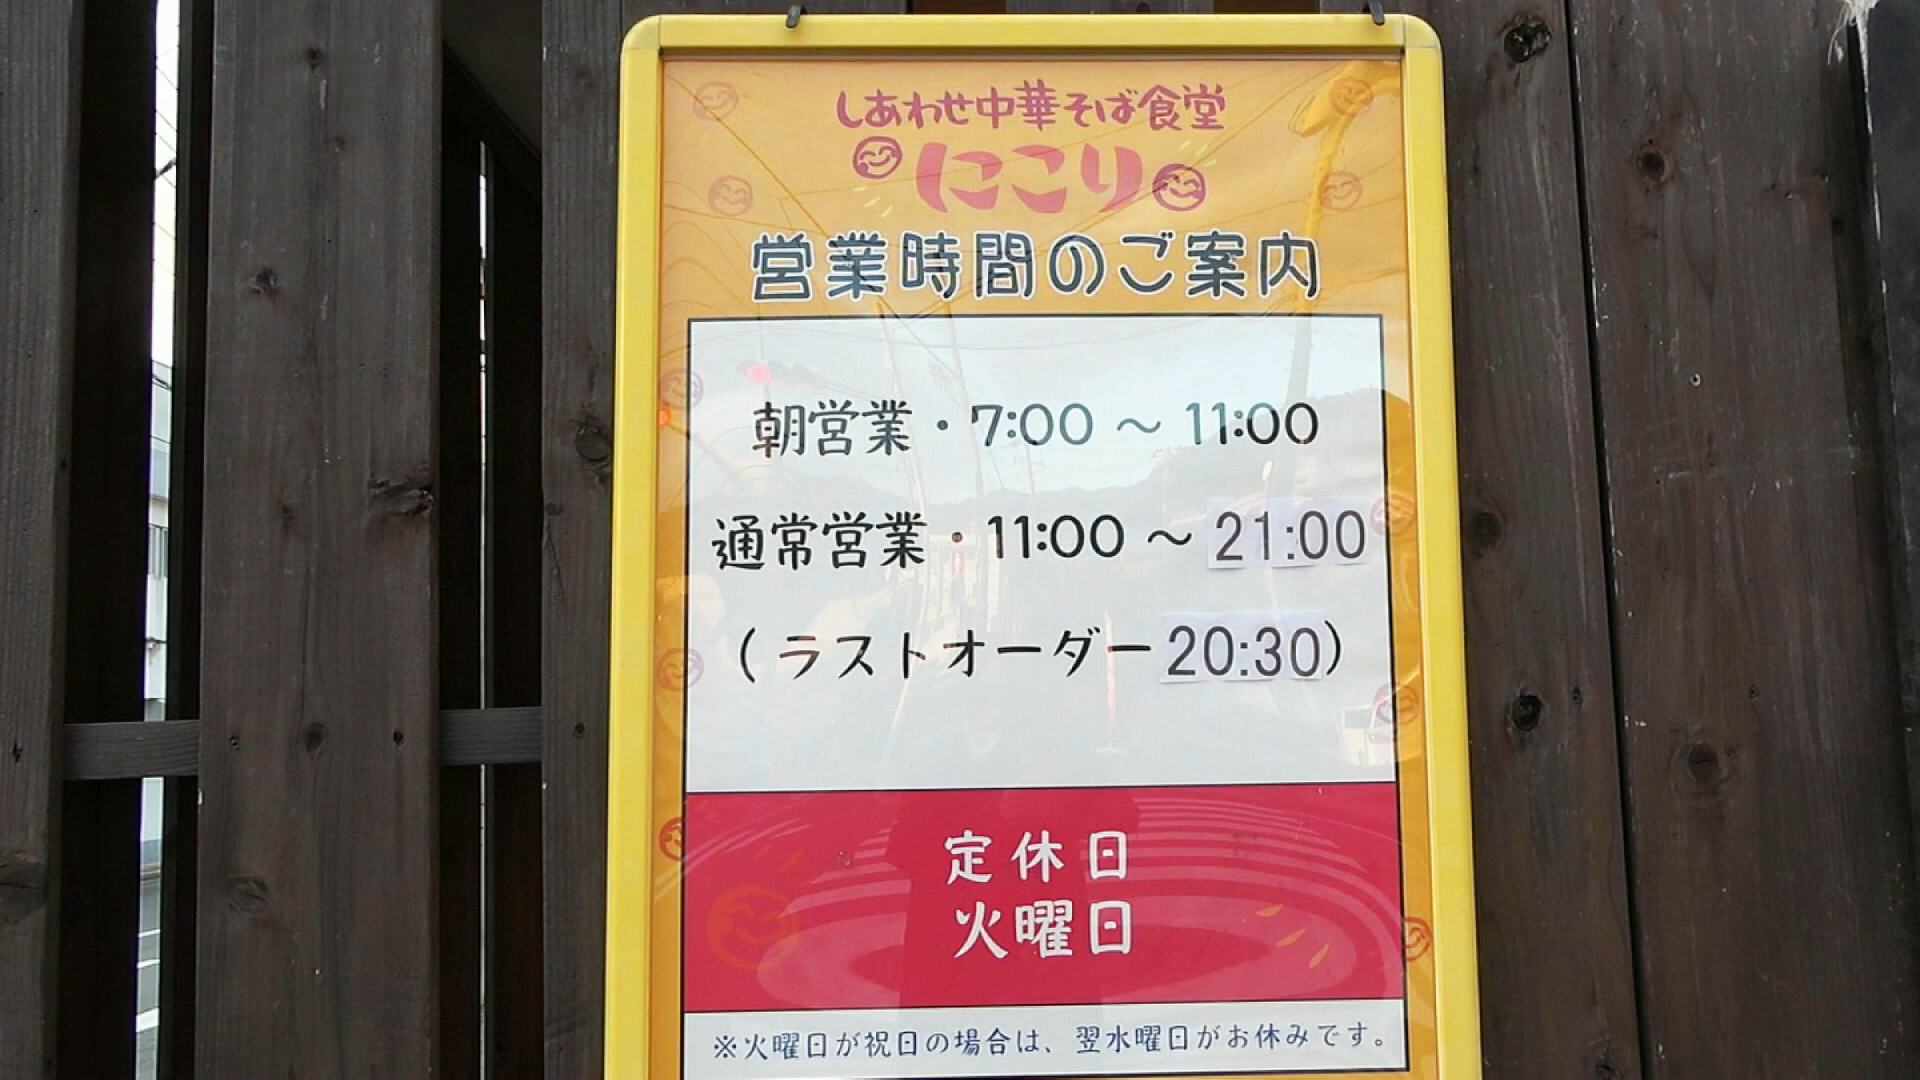 しあわせ中華そば食堂
にこり
営業時間のご案内
朝営業・7:00 ～ 11:00
通常営業・11:00 ～ 21:00
(ラストオーダー20:30)
定休日
火曜日
※火曜日が祝日の場合は、翌水曜日がお休みです。